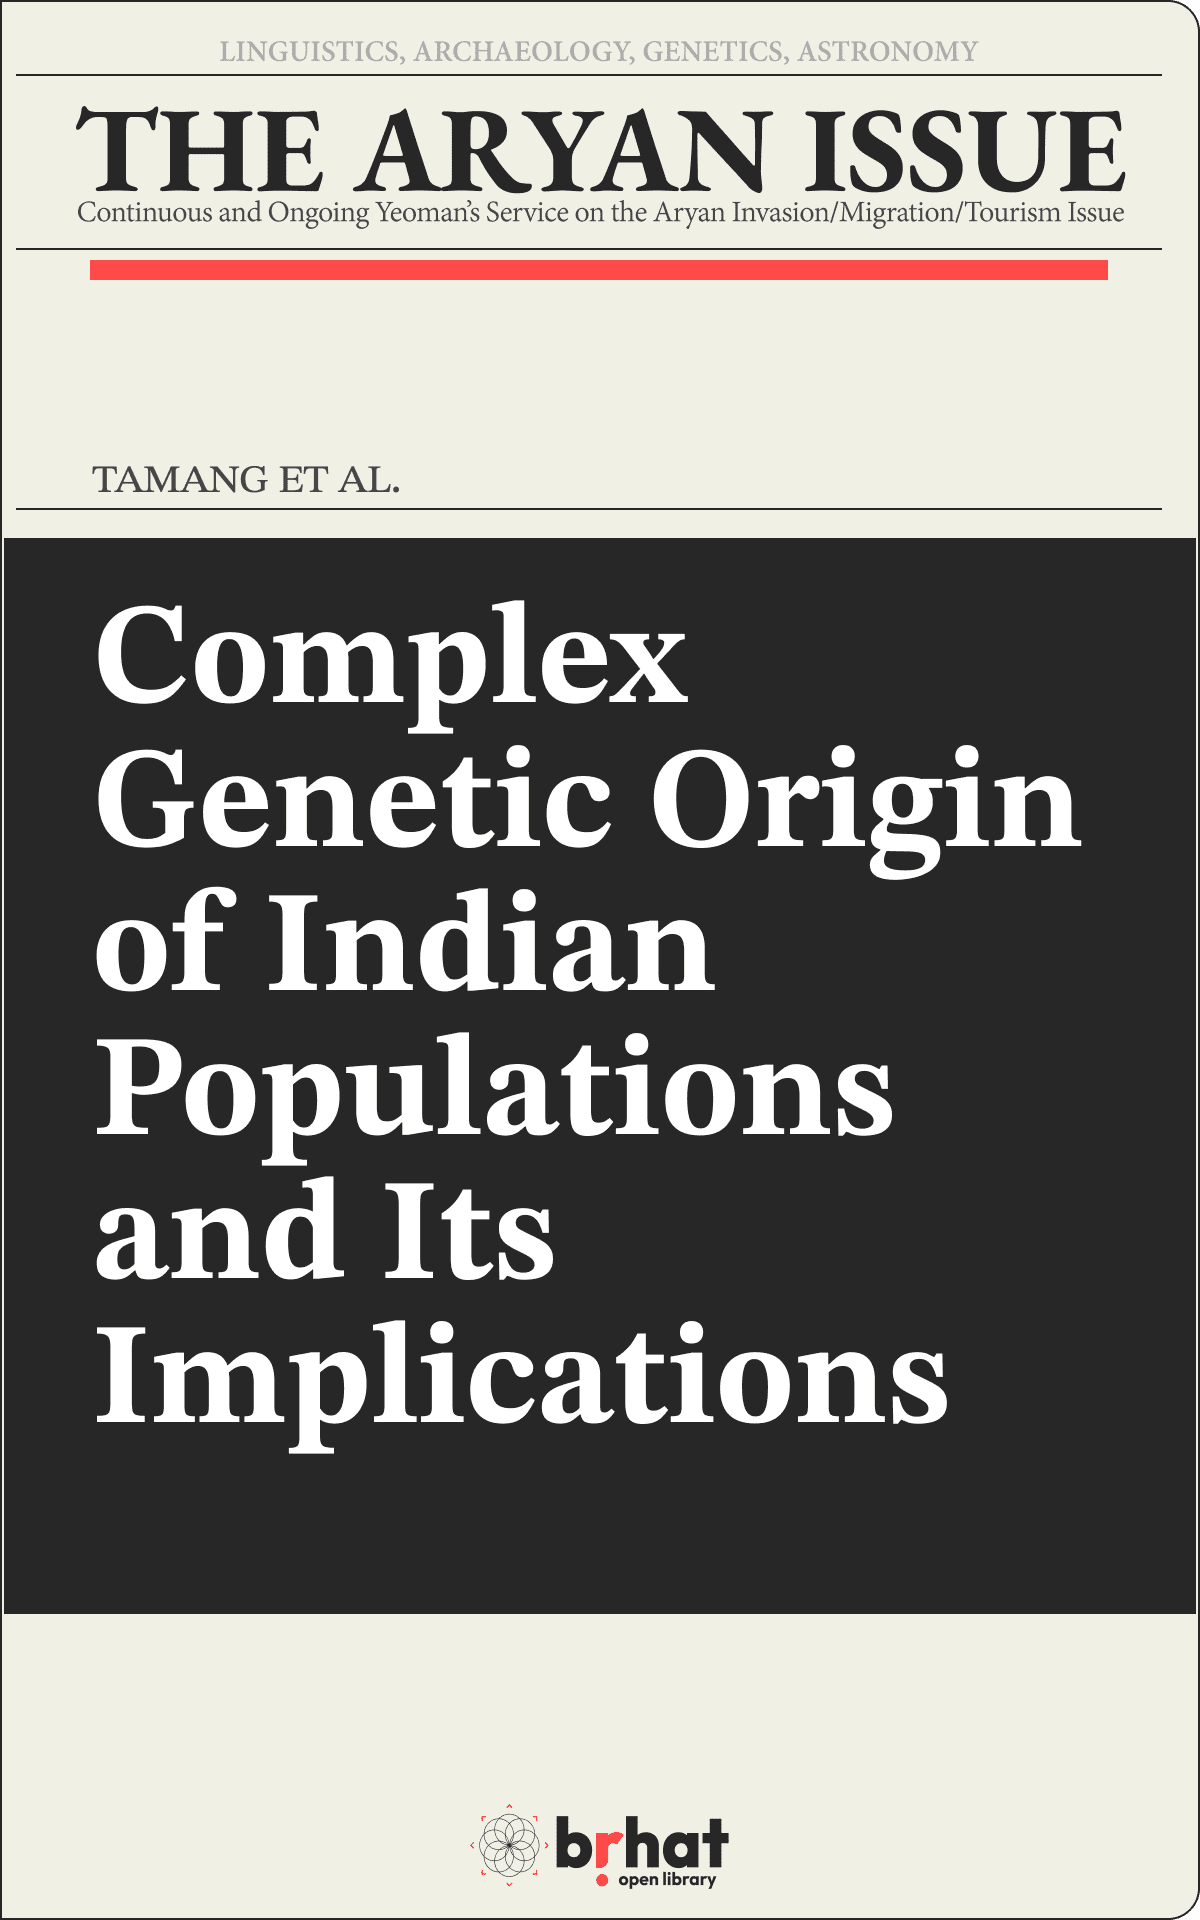 LINGUISTICS, ARCHAEOLOGY, GENETICS, ASTRONOMY
THE ARYAN ISSUE
Continuous and Ongoing Yeoman's Service on the Aryan Invasion/Migration/Tourism Issue
TAMANG ET AL.
Complex
Genetic Origin
of Indian
Populations
and Its
Implications
bṛhat
open library